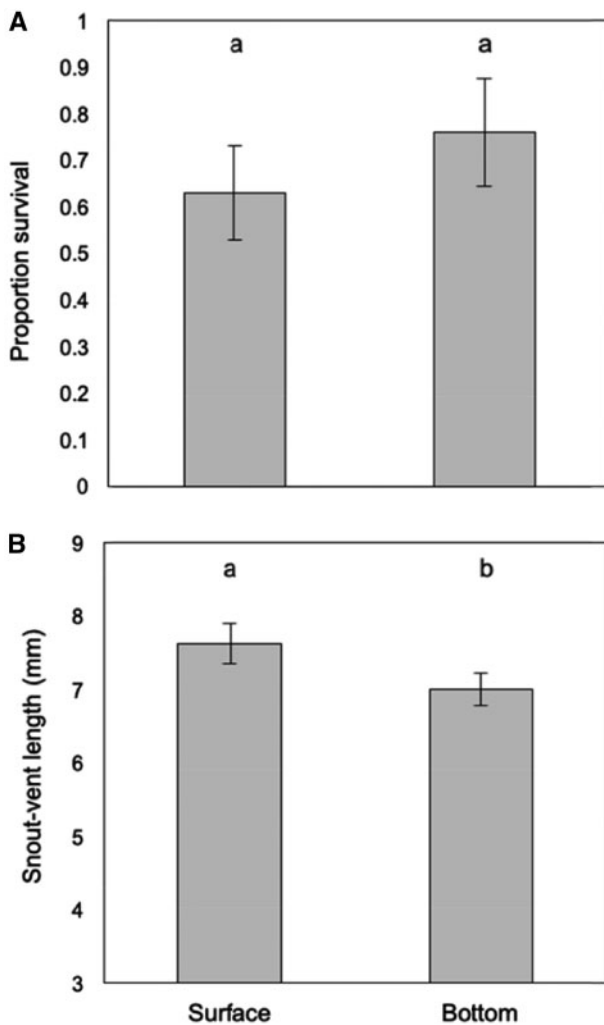 A
a a
1
0.9
0.8
0.7
0.6
0.5
0.4
0.3
0.2
0.1
0
Proportion survival
B
a b
9
8
7
6
5
4
3
Snout-vent length (mm)
Surface Bottom